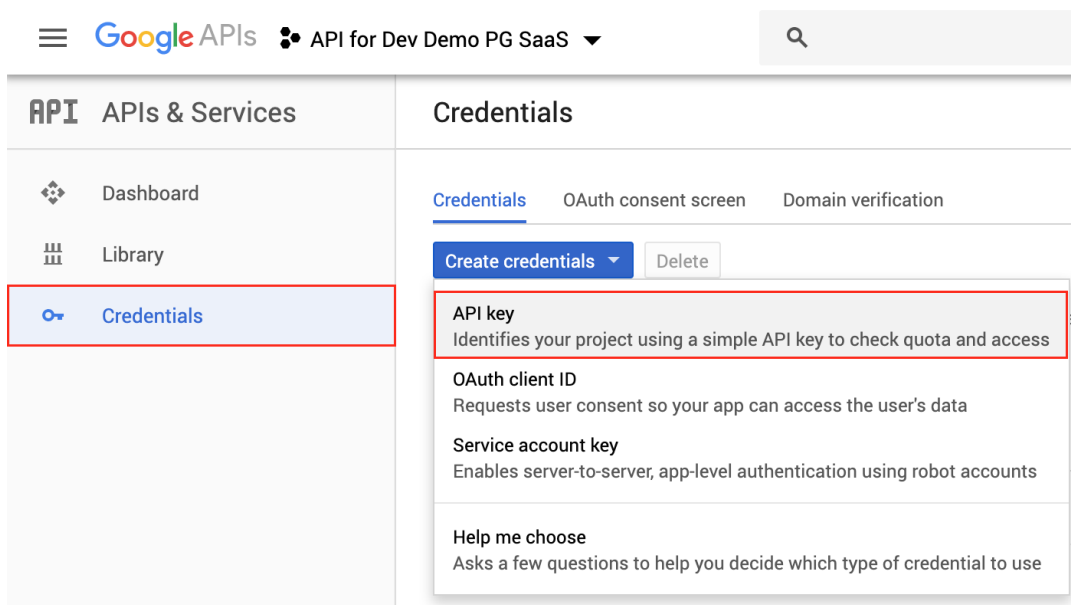 Google APIs API for Dev Demo PG SaaS
API APIs & Services
Credentials
Dashboard
Library
Credentials
Credentials OAuth consent screen Domain verification
Create credentials Delete
API key
Identifies your project using a simple API key to check quota and access
OAuth client ID
Requests user consent so your app can access the user's data
Service account key
Enables server-to-server, app-level authentication using robot accounts
Help me choose
Asks a few questions to help you decide which type of credential to use